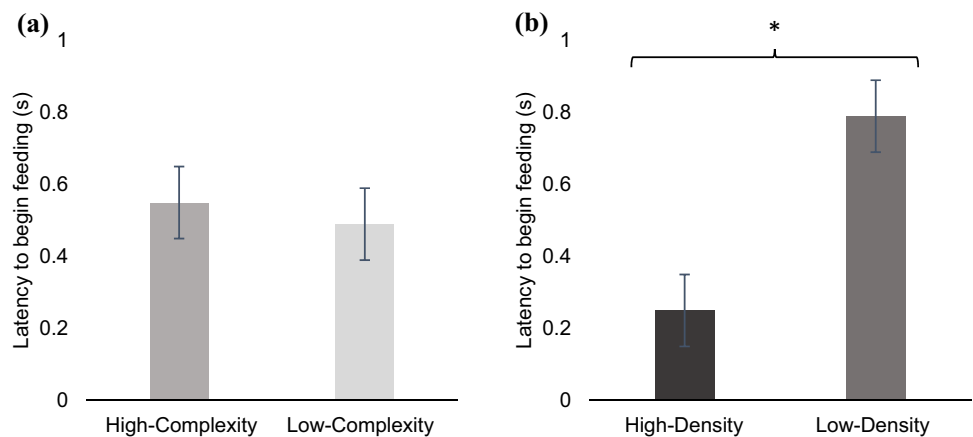 (a)
Latency to begin feeding (s)
1
0.8
0.6
0.4
0.2
0
High-Complexity Low-Complexity
(b)
*
Latency to begin feeding (s)
1
0.8
0.6
0.4
0.2
0
High-Density Low-Density